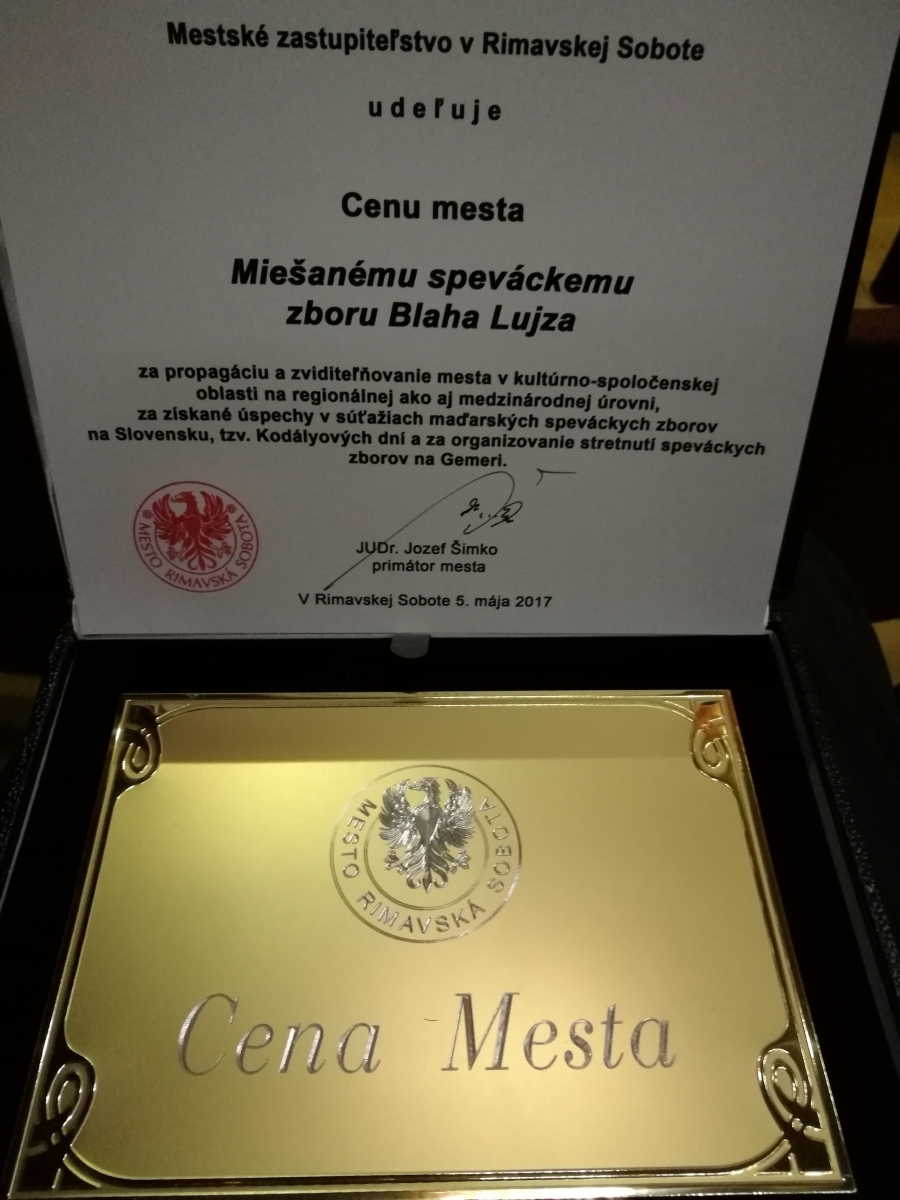 Mestské zastupiteľstvo v Rimavskej Sobote
udeľuje
Cenu mesta
Miešanému speváckemu
zboru Blaha Lujza
za propagáciu a zviditeľňovanie mesta v kultúrno-spoločenskej
oblasti na regionálnej ako aj medzinárodnej úrovni,
za získané úspechy v súťažiach maďarských speváckych zborov
na Slovensku, tzv. Kodályových dní a za organizovanie stretnutí speváckych
zborov na Gemeri.
MESTO RIMAVSKÁ SOBOTA
JUDr. Jozef Šimko
primátor mesta
V Rimavskej Sobote 5. mája 2017
MESTO RIMAVSKÁ SOBOTA
Cena Mesta